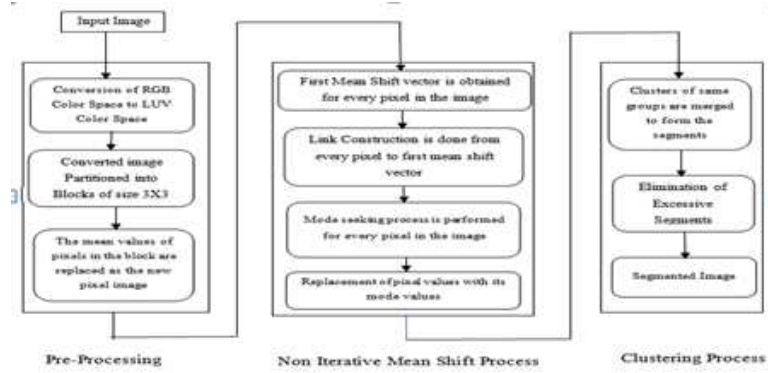 Input Image
Conversion of RGB
Color Space to LUV
Color Space
Converted image
Partitioned into
Blocks of size 3X3
The mean values of
pixels in the block are
replaced as the new
pixel image
Pre-Processing
First Mean Shift vector is obtained
for every pixel in the image
Link Construction is done from
every pixel to first mean shift
vector
Mode seeking process is performed
for every pixel in the image
Replacement of pixel values with its
mode values
Non Iterative Mean Shift Process
Clusters of same
groups are merged
to form the
segments
Elimination of
Excessive
Segments
Segmented Image
Clustering Process